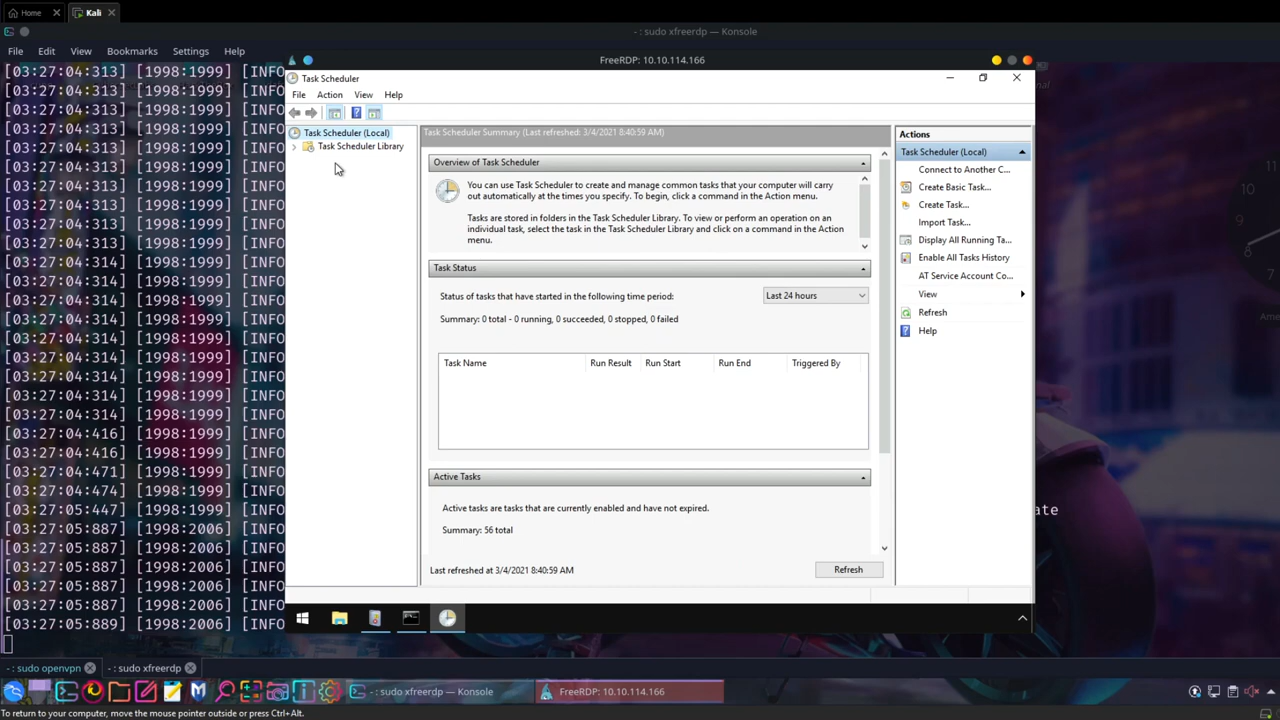 Home
Kali
- : sudo xfreerdp — Konsole
File Edit View Bookmarks Settings Help
FreeRDP: 10.10.114.166
[03:27:04:313] [1998:1999] [INFO
[03:27:04:313] [1998:1999] [INFO
[03:27:04:313] [1998:1999] [INFO
[03:27:04:313] [1998:1999] [INFO
[03:27:04:313] [1998:1999] [INFO
[03:27:04:313] [1998:1999] [INFO
[03:27:04:313] [1998:1999] [INFO
[03:27:04:313] [1998:1999] [INFO
[03:27:04:313] [1998:1999] [INFO
[03:27:04:313] [1998:1999] [INFO
[03:27:04:313] [1998:1999] [INFO
[03:27:04:313] [1998:1999] [INFO
[03:27:04:314] [1998:1999] [INFO
[03:27:04:314] [1998:1999] [INFO
[03:27:04:314] [1998:1999] [INFO
[03:27:04:314] [1998:1999] [INFO
[03:27:04:314] [1998:1999] [INFO
[03:27:04:314] [1998:1999] [INFO
[03:27:04:314] [1998:1999] [INFO
[03:27:04:416] [1998:1999] [INFO
[03:27:04:416] [1998:1999] [INFO
[03:27:04:471] [1998:1999] [INFO
[03:27:04:474] [1998:1999] [INFO
[03:27:05:447] [1998:1999] [INFO
[03:27:05:887] [1998:2006] [INFO
[03:27:05:887] [1998:2006] [INFO
[03:27:05:887] [1998:2006] [INFO
[03:27:05:887] [1998:2006] [INFO
[03:27:05:887] [1998:2006] [INFO
[03:27:05:889] [1998:2006] [INFO
Task Scheduler
File Action View Help
Task Scheduler (Local)
Task Scheduler Library
Task Scheduler Summary (Last refreshed: 3/4/2021 8:40:59 AM)
Overview of Task Scheduler
You can use Task Scheduler to create and manage common tasks that your computer will carry
out automatically at the times you specify. To begin, click a command in the Action menu.
Tasks are stored in folders in the Task Scheduler Library. To view or perform an operation on an
individual task, select the task in the Task Scheduler Library and click on a command in the Action
menu.
Task Status
Status of tasks that have started in the following time period:
Last 24 hours
Summary: 0 total - 0 running, 0 succeeded, 0 stopped, 0 failed
Task Name Run Result Run Start Run End Triggered By
Active Tasks
Active tasks are tasks that are currently enabled and have not expired.
Summary: 56 total
Last refreshed at 3/4/2021 8:40:59 AM
Refresh
Actions
Task Scheduler (Local)
Connect to Another C...
Create Basic Task...
Create Task...
Import Task...
Display All Running Ta...
Enable All Tasks History
AT Service Account Co...
View
Refresh
Help
10
9
8
7
Ame
ate
- : sudo openvpn
- : sudo xfreerdp
- : sudo xfreerdp — Konsole
FreeRDP: 10.10.114.166
To return to your computer, move the mouse pointer outside or press Ctrl+Alt.